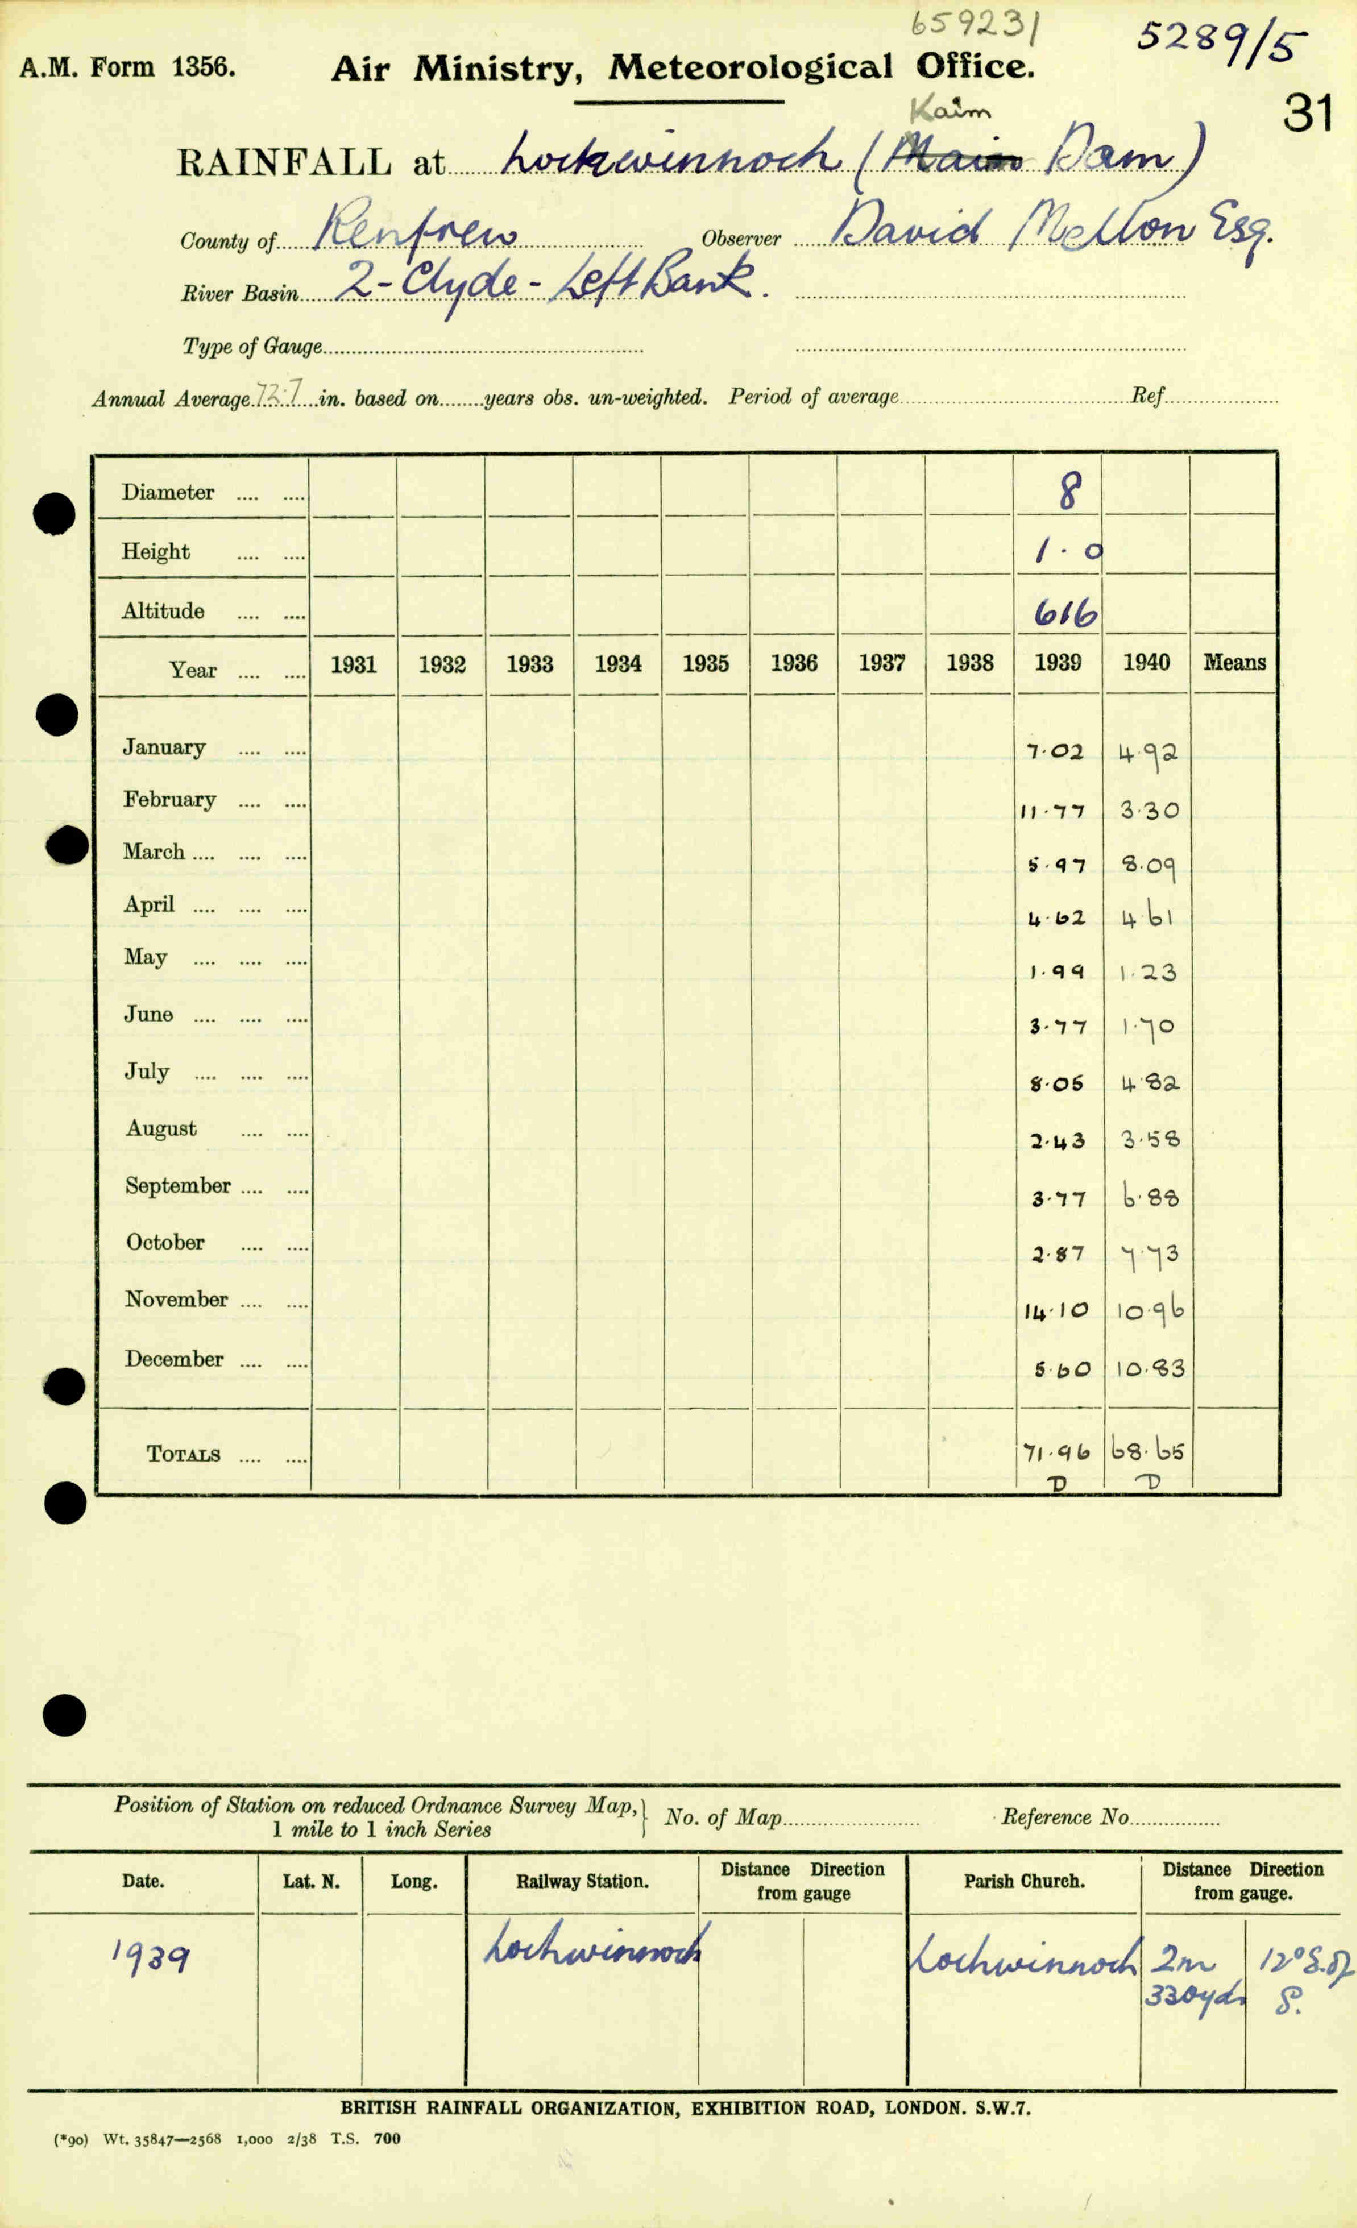 659231
5289/5
A.M. Form 1356. Air Ministry, Meteorological Office.
31
Kaim
RAINFALL at Lochwinnoch (Main Dam)
County of Renfrew Observer David Mellon Esq.
River Basin 2-Clyde-Left Bank.
Type of Gauge
Annual Average 72.7 in. based on years obs. un-weighted. Period of average Ref.
Diameter 8
Height 1.0
Altitude 616
Year 1931 1932 1933 1934 1935 1936 1937 1938 1939 1940 Means
January 7.02 4.92
February 11.77 3.30
March 5.97 8.09
April 4.62 4.61
May 1.99 1.23
June 3.77 1.70
July 8.05 4.82
August 2.43 3.58
September 3.77 6.88
October 2.87 7.73
November 14.10 10.96
December 5.60 10.83
TOTALS 71.96 68.65
D D
Position of Station on reduced Ordnance Survey Map,} No. of Map Reference No.
1 mile to 1 inch Series
Date. Lat. N. Long. Railway Station. Distance Direction from gauge Parish Church. Distance Direction from gauge.
1939 Lochwinnoch Lochwinnoch 2m 12° E. of
330yds S.
BRITISH RAINFALL ORGANIZATION, EXHIBITION ROAD, LONDON. S.W.7.
(*90) Wt. 35847—2568 1,000 2/38 T.S. 700